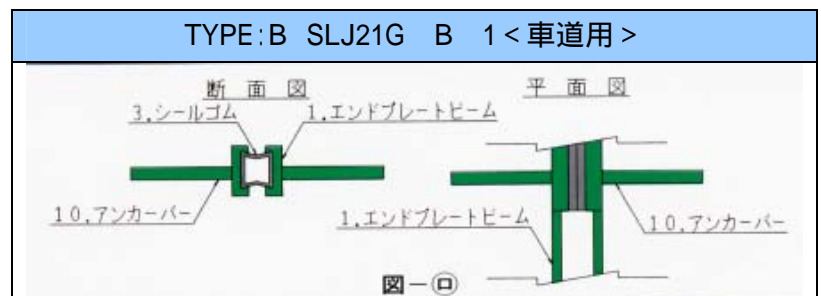 TYPE:B SLJ21G B 1<車道用>
断面図
平面図
3.シールゴム
1.エンドプレートビーム
10.アンカーバー
1.エンドプレートビーム
10.アンカーバー
図-ロ